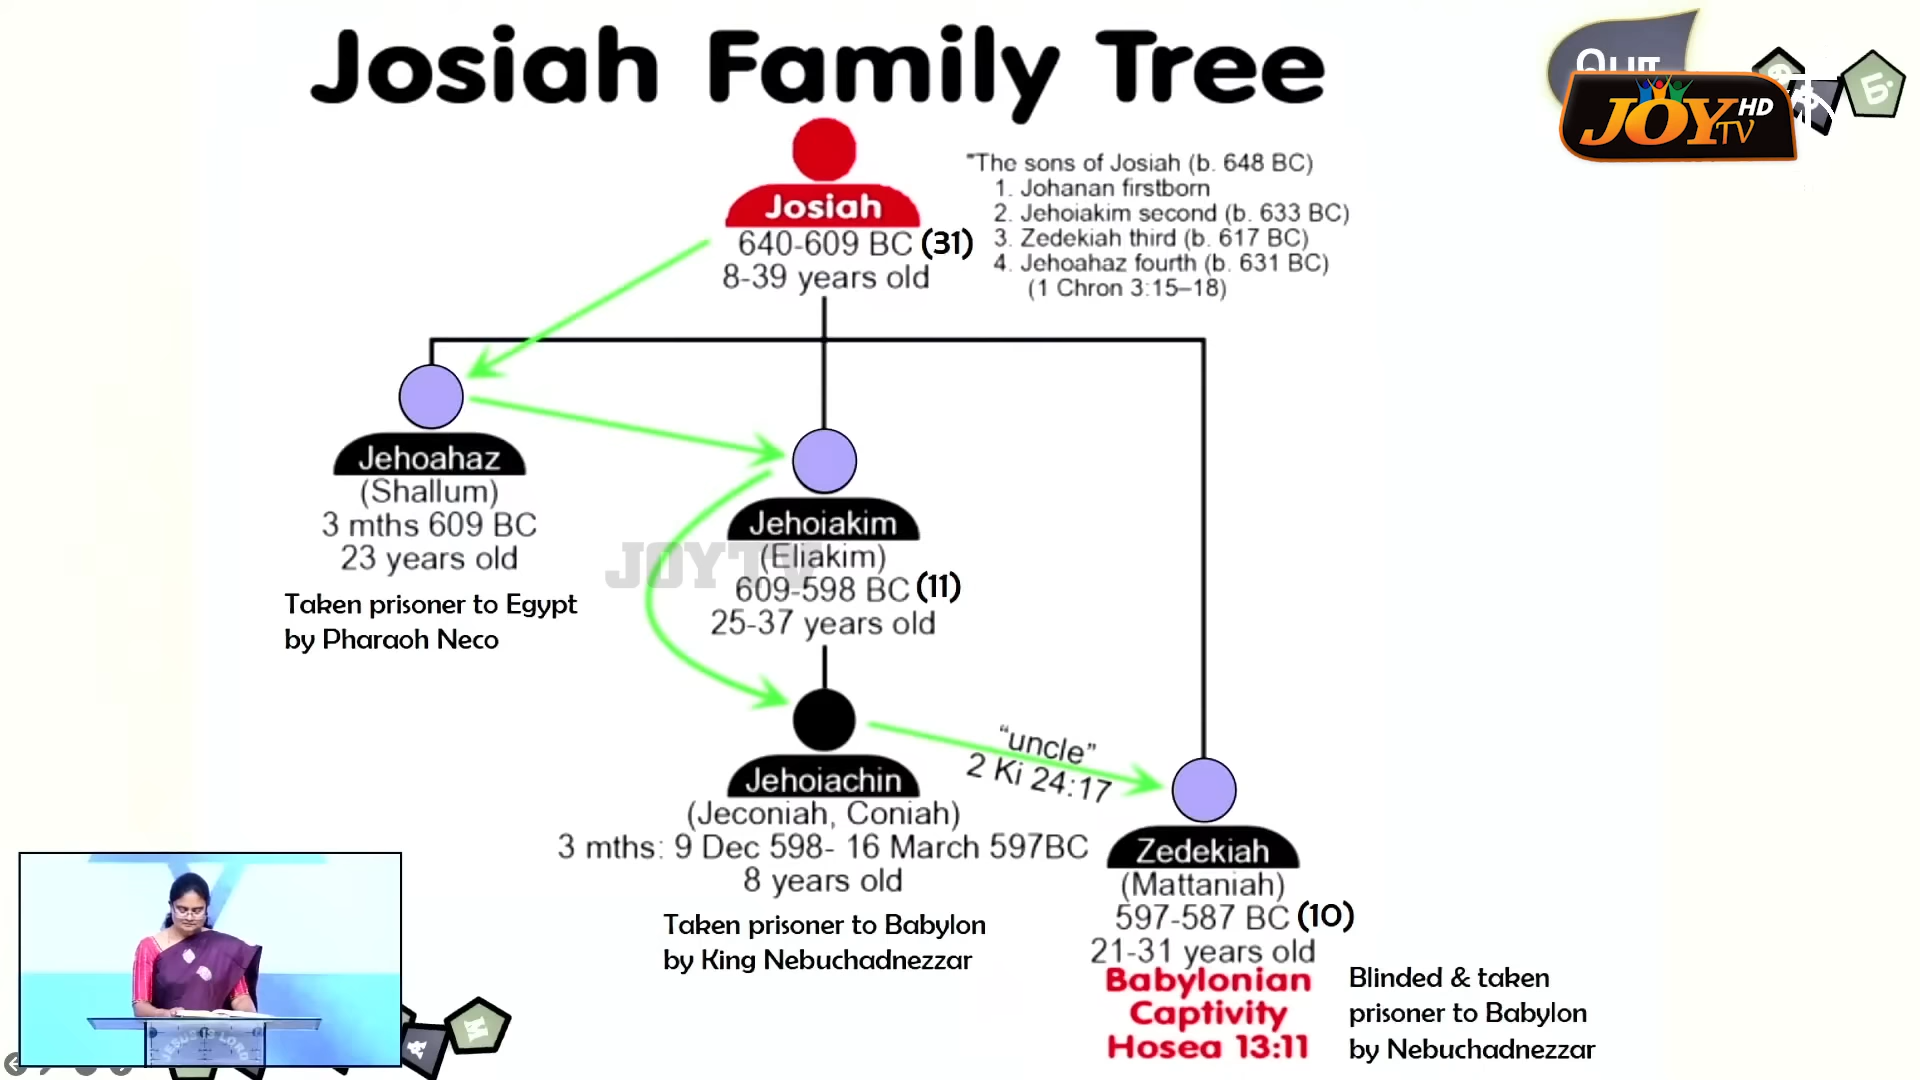 Josiah Family Tree
QUIT
JOY TV HD
Josiah
640-609 BC (31)
8-39 years old
"The sons of Josiah (b. 648 BC)
1. Johanan firstborn
2. Jehoiakim second (b. 633 BC)
3. Zedekiah third (b. 617 BC)
4. Jehoahaz fourth (b. 631 BC)
(1 Chron 3:15–18)
Jehoahaz
(Shallum)
3 mths 609 BC
23 years old
Taken prisoner to Egypt
by Pharaoh Neco
Jehoiakim
(Eliakim)
609-598 BC (11)
25-37 years old
JOYTV
Jehoiachin
(Jeconiah, Coniah)
3 mths: 9 Dec 598- 16 March 597BC
8 years old
Taken prisoner to Babylon
by King Nebuchadnezzar
“uncle”
2 Ki 24:17
Zedekiah
(Mattaniah)
597-587 BC (10)
21-31 years old
Babylonian
Captivity
Hosea 13:11
Blinded & taken
prisoner to Babylon
by Nebuchadnezzar
JESUS IS LORD